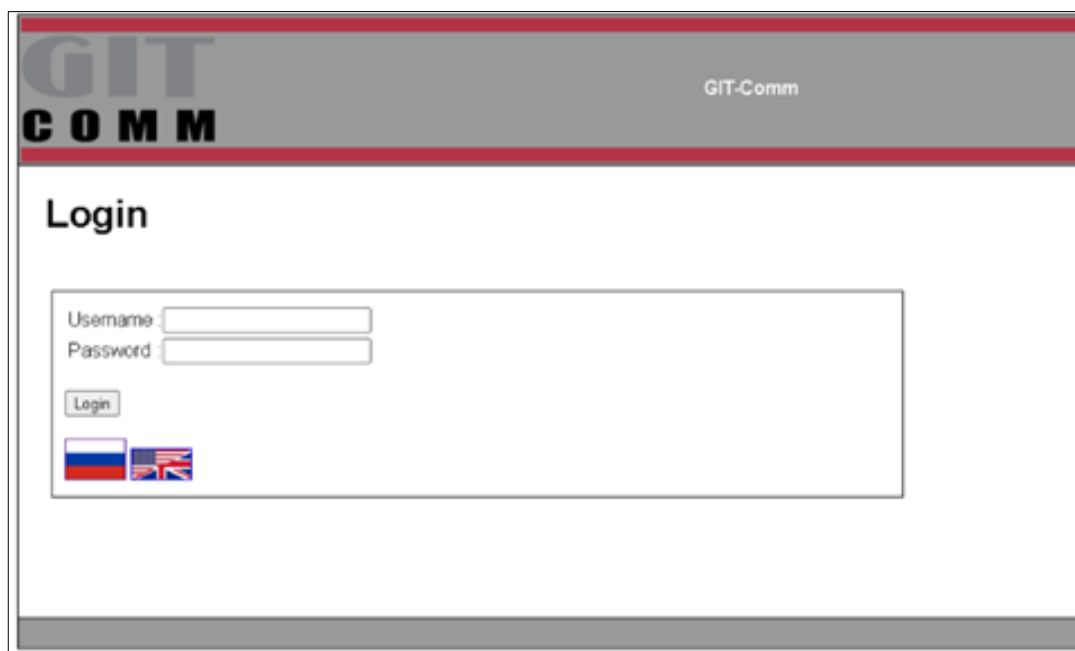 GIT
COMM
GIT-Comm
Login
Username :
Password :
Login